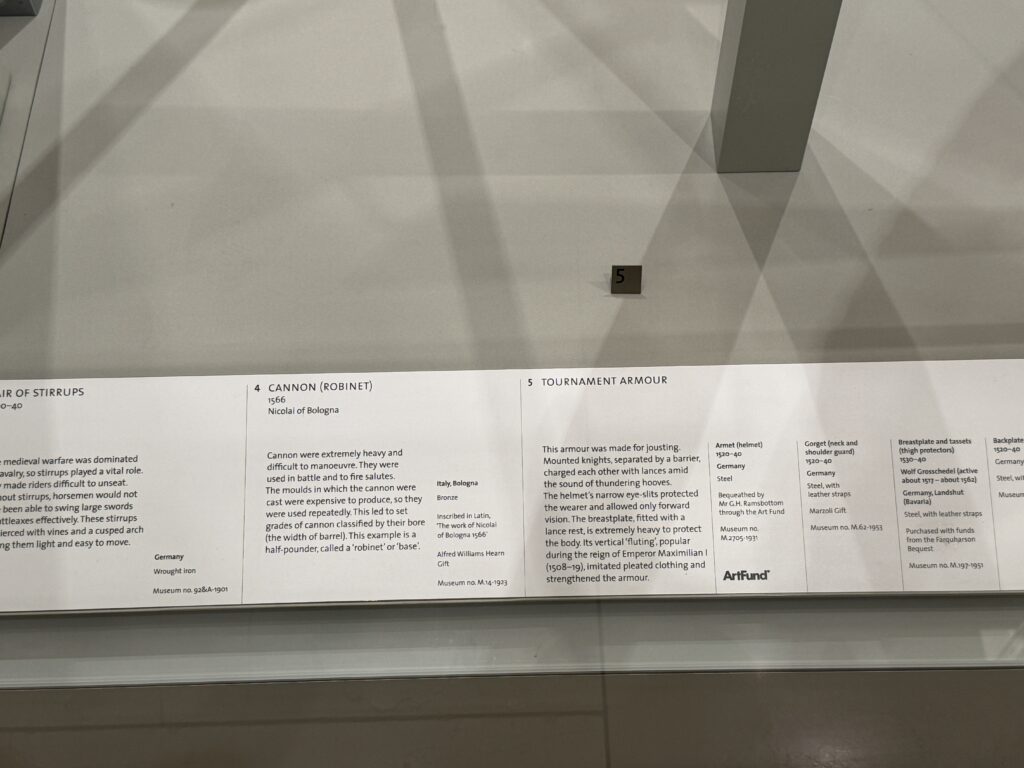 5
AIR OF STIRRUPS
0–40
e medieval warfare was dominated
avalry, so stirrups played a vital role.
made riders difficult to unseat.
out stirrups, horsemen would not
been able to swing large swords
ttleaxes effectively. These stirrups
ierced with vines and a cusped arch
ng them light and easy to move.
Germany
Wrought iron
Museum no. 928A-1901
4 CANNON (ROBINET)
1566
Nicolai of Bologna
Cannon were extremely heavy and
difficult to manoeuvre. They were
used in battle and to fire salutes.
The moulds in which the cannon were
cast were expensive to produce, so they
were used repeatedly. This led to set
grades of cannon classified by their bore
(the width of barrel). This example is a
half-pounder, called a ‘robinet’ or ‘base’.
Italy, Bologna
Bronze
Inscribed in Latin,
‘The work of Nicolai
of Bologna 1566’
Alfred Williams Hearn
Gift
Museum no. M.14-1923
5 TOURNAMENT ARMOUR
This armour was made for jousting.
Mounted knights, separated by a barrier,
charged each other with lances amid
the sound of thundering hooves.
The helmet’s narrow eye-slits protected
the wearer and allowed only forward
vision. The breastplate, fitted with a
lance rest, is extremely heavy to protect
the body. Its vertical ‘fluting’, popular
during the reign of Emperor Maximilian I
(1508–19), imitated pleated clothing and
strengthened the armour.
Armet (helmet)
1520–40
Germany
Steel
Bequeathed by
Mr G.H. Ramsbottom
through the Art Fund
Museum no.
M.2705-1931
ArtFund
Gorget (neck and
shoulder guard)
1520–40
Germany
Steel, with
leather straps
Marzoli Gift
Museum no. M.62-1953
Breastplate and tassets
(thigh protectors)
1530–40
Wolf Grosschedel (active
about 1517 – about 1562)
Germany, Landshut
(Bavaria)
Steel, with leather straps
Purchased with funds
from the Farquharson
Bequest
Museum no. M.197-1951
Backplate
1520–40
Germany
Steel, wit
Museum